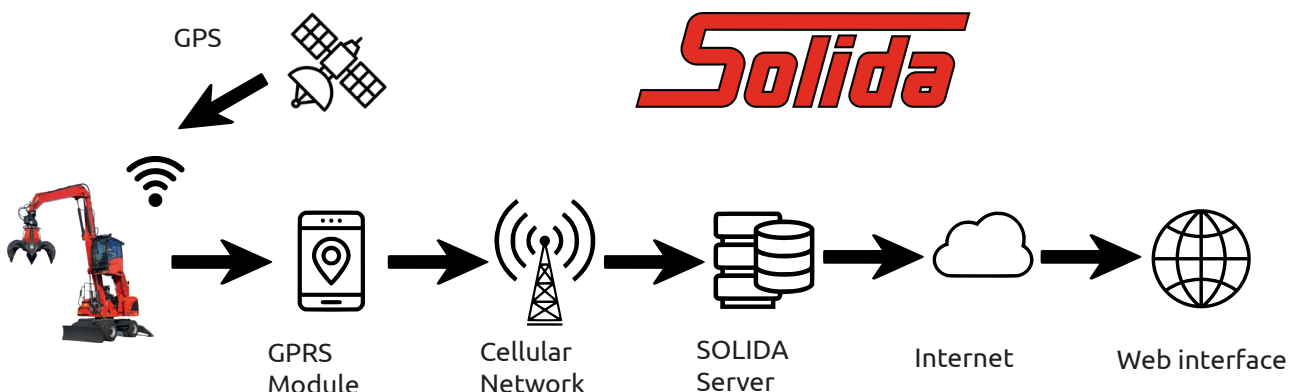 GPS
Solida
GPRS
Module
Cellular
Network
SOLIDA
Server
Internet
Web interface